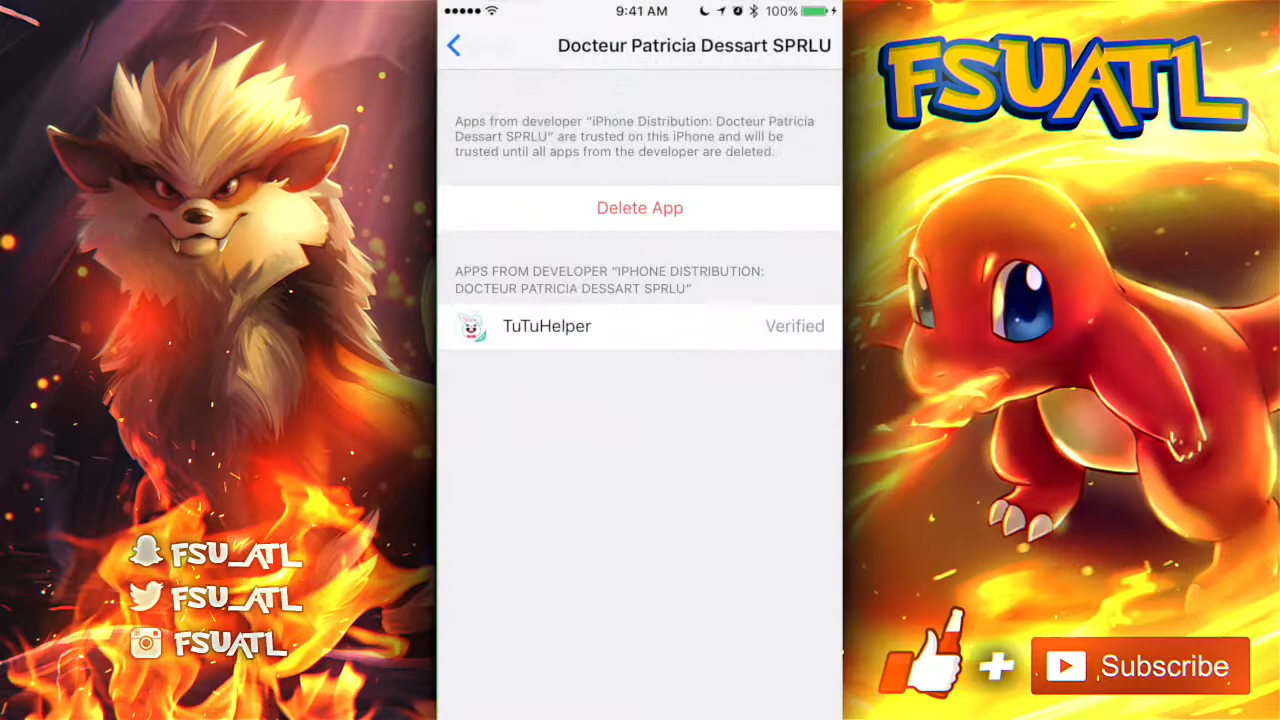 9:41 AM
100%
Docteur Patricia Dessart SPRLU
Apps from developer “iPhone Distribution: Docteur Patricia
Dessart SPRLU” are trusted on this iPhone and will be
trusted until all apps from the developer are deleted.
Delete App
APPS FROM DEVELOPER “IPHONE DISTRIBUTION:
DOCTEUR PATRICIA DESSART SPRLU”
TuTuHelper
Verified
FSUATL
FSU_ATL
FSU_ATL
FSUATL
Subscribe